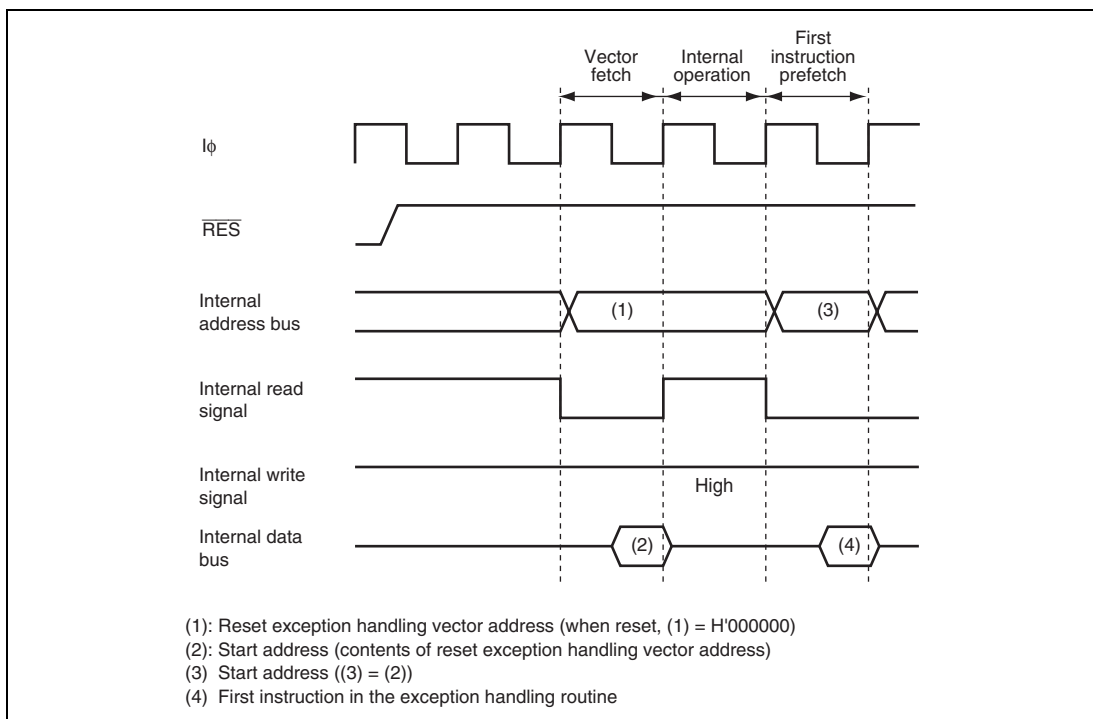 Vector
fetch
Internal
operation
First
instruction
prefetch
Iϕ
RES
Internal
address bus
(1)
(3)
Internal read
signal
Internal write
signal
High
Internal data
bus
(2)
(4)
(1): Reset exception handling vector address (when reset, (1) = H'000000)
(2): Start address (contents of reset exception handling vector address)
(3) Start address ((3) = (2))
(4) First instruction in the exception handling routine